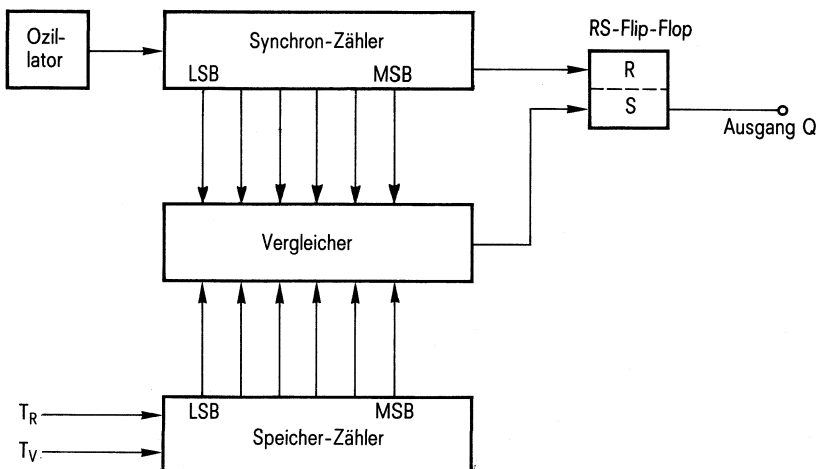 Ozil-
lator
Synchron-Zähler
LSB
MSB
RS-Flip-Flop
R
S
Ausgang Q
Vergleicher
T_R
T_V
LSB
MSB
Speicher-Zähler